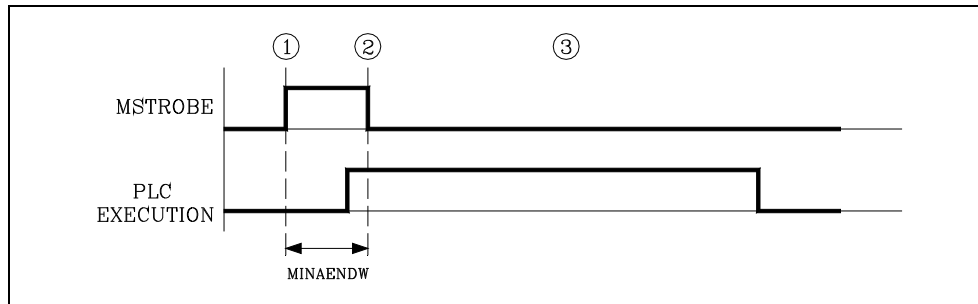 ① ② ③
MSTROBE
PLC
EXECUTION
MINAENDW